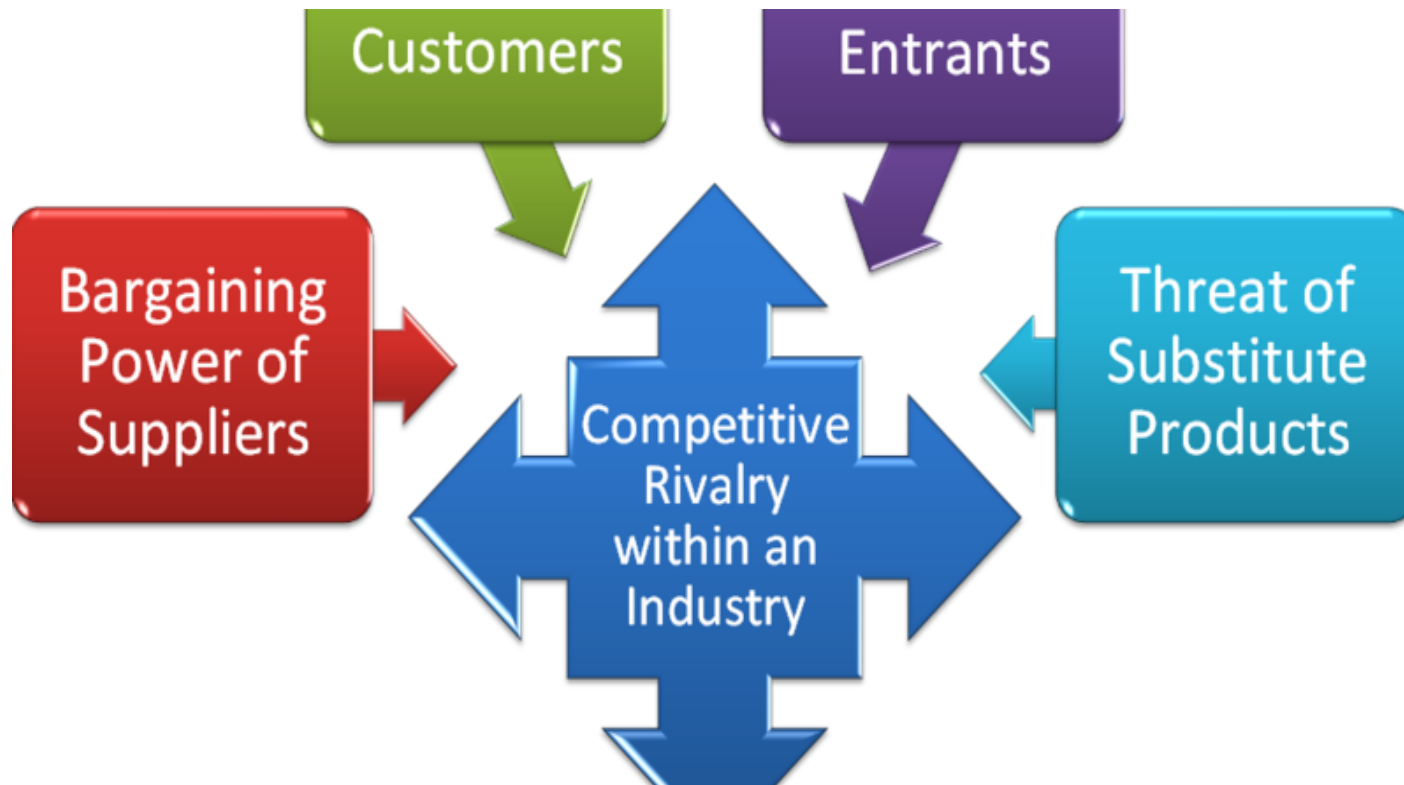 Customers
Entrants
Bargaining
Power of
Suppliers
Threat of
Substitute
Products
Competitive
Rivalry
within an
Industry